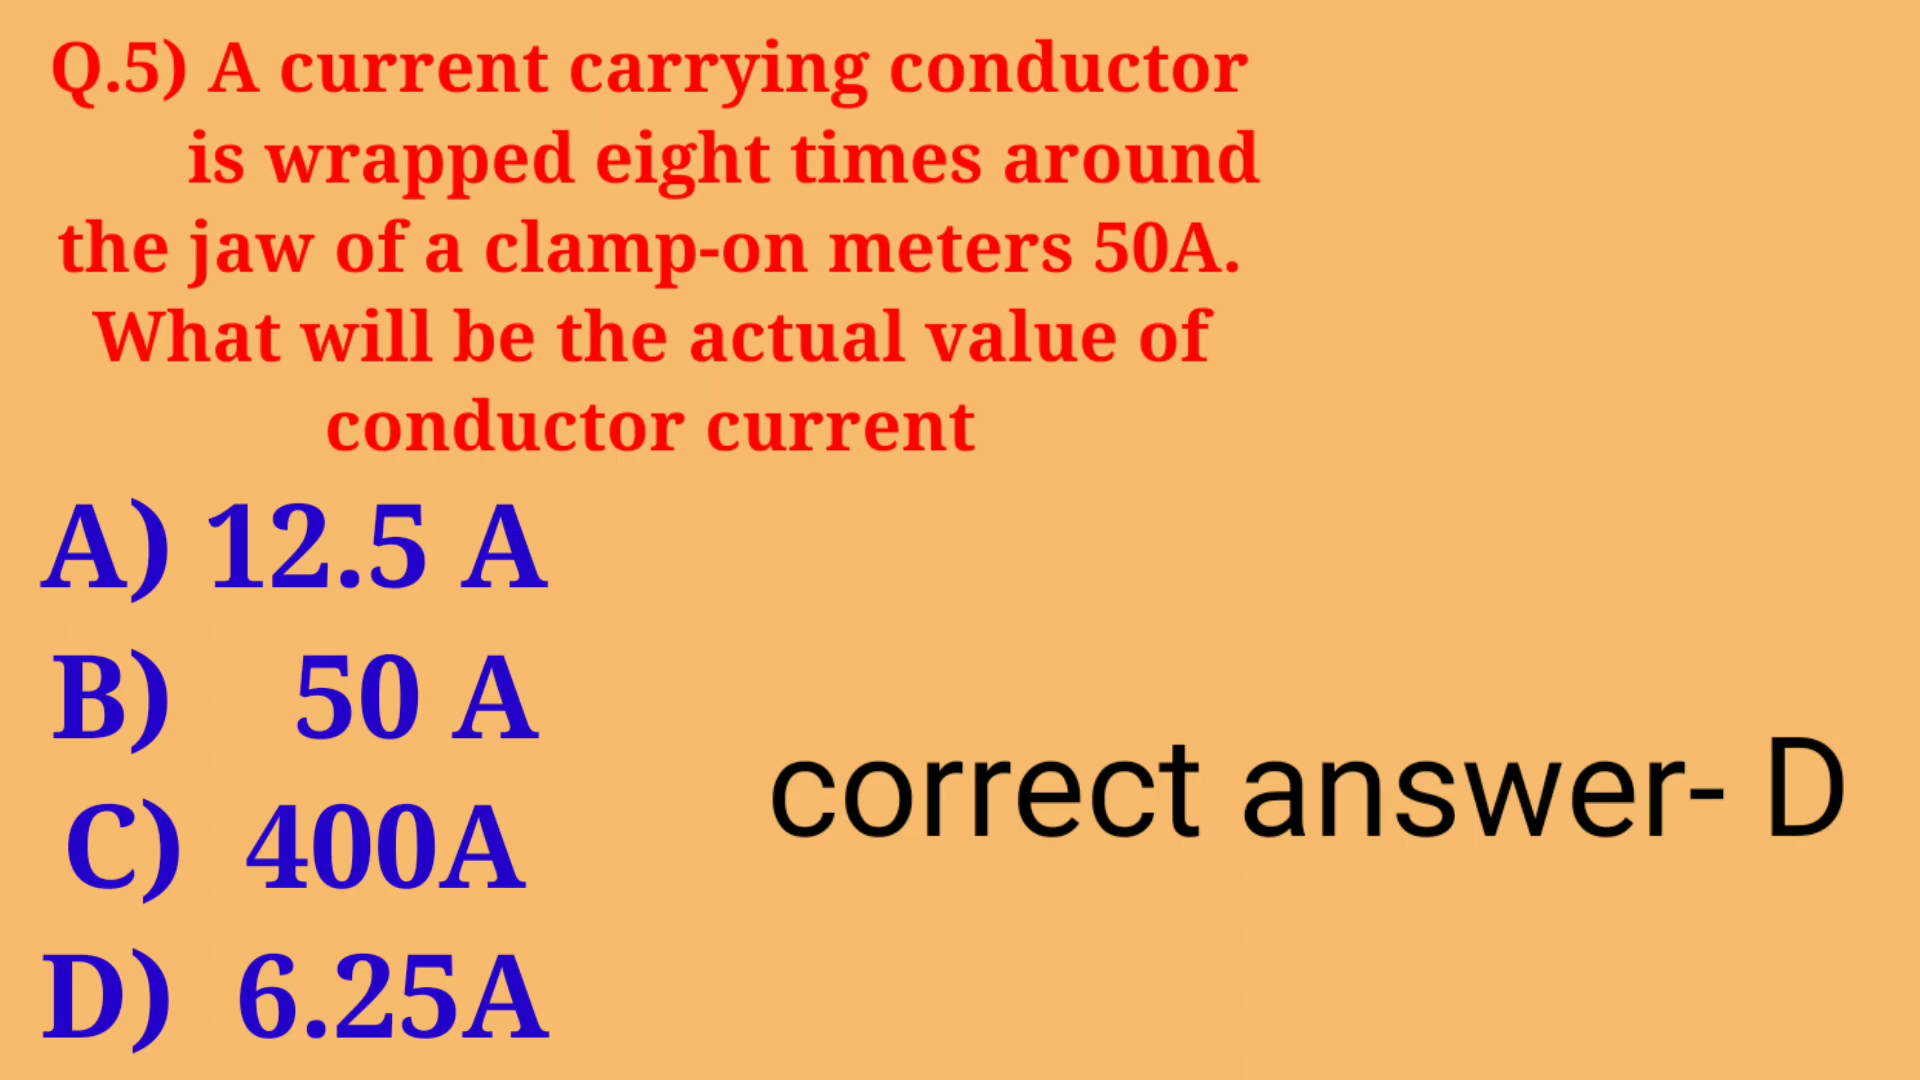 Q.5) A current carrying conductor
is wrapped eight times around
the jaw of a clamp-on meters 50A.
What will be the actual value of
conductor current
A) 12.5 A
B) 50 A
C) 400A
D) 6.25A
correct answer- D